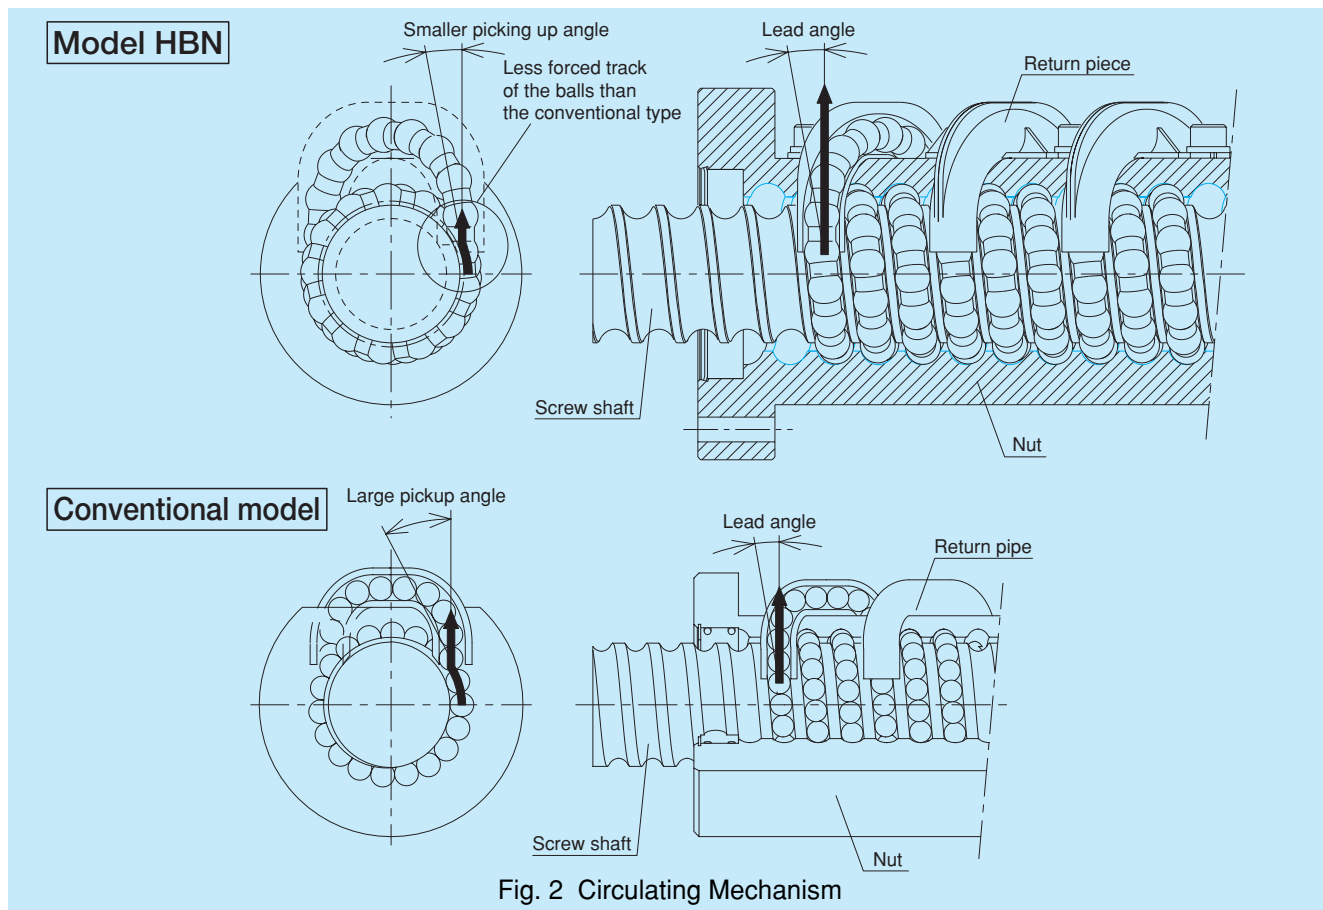 Model HBN
Smaller picking up angle
Less forced track
of the balls than
the conventional type
Lead angle
Return piece
Screw shaft
Nut
Conventional model
Large pickup angle
Lead angle
Return pipe
Screw shaft
Nut
Fig. 2 Circulating Mechanism